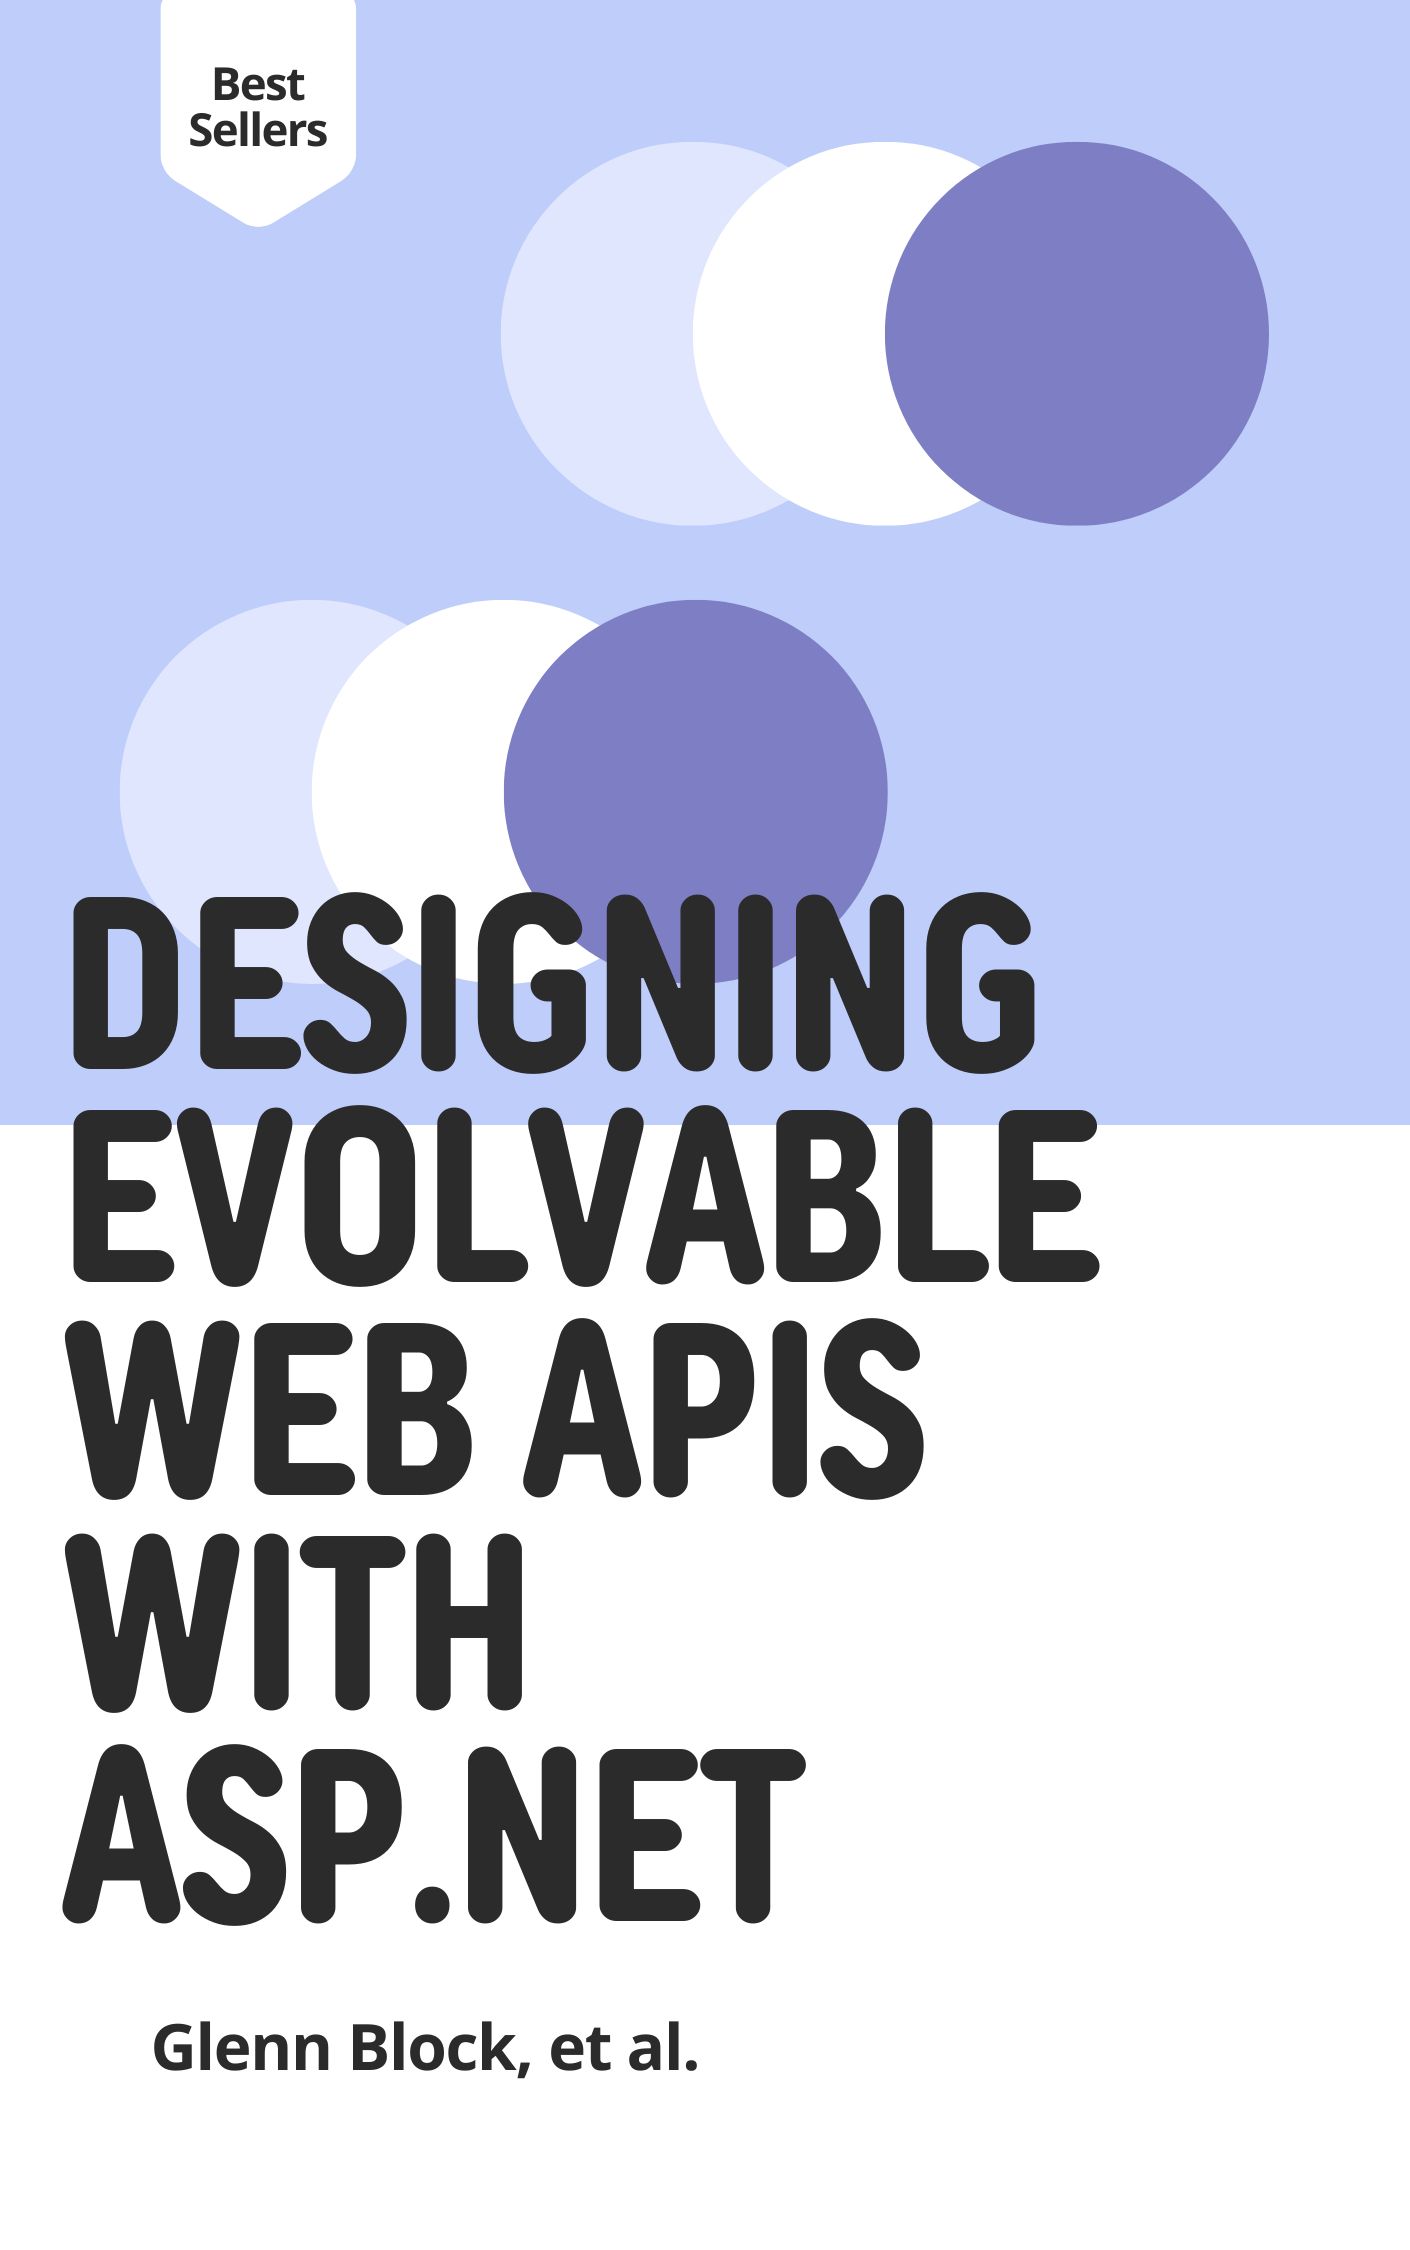 Best
Sellers
DESIGNING
EVOLVABLE
WEB APIS
WITH
ASP.NET
Glenn Block, et al.